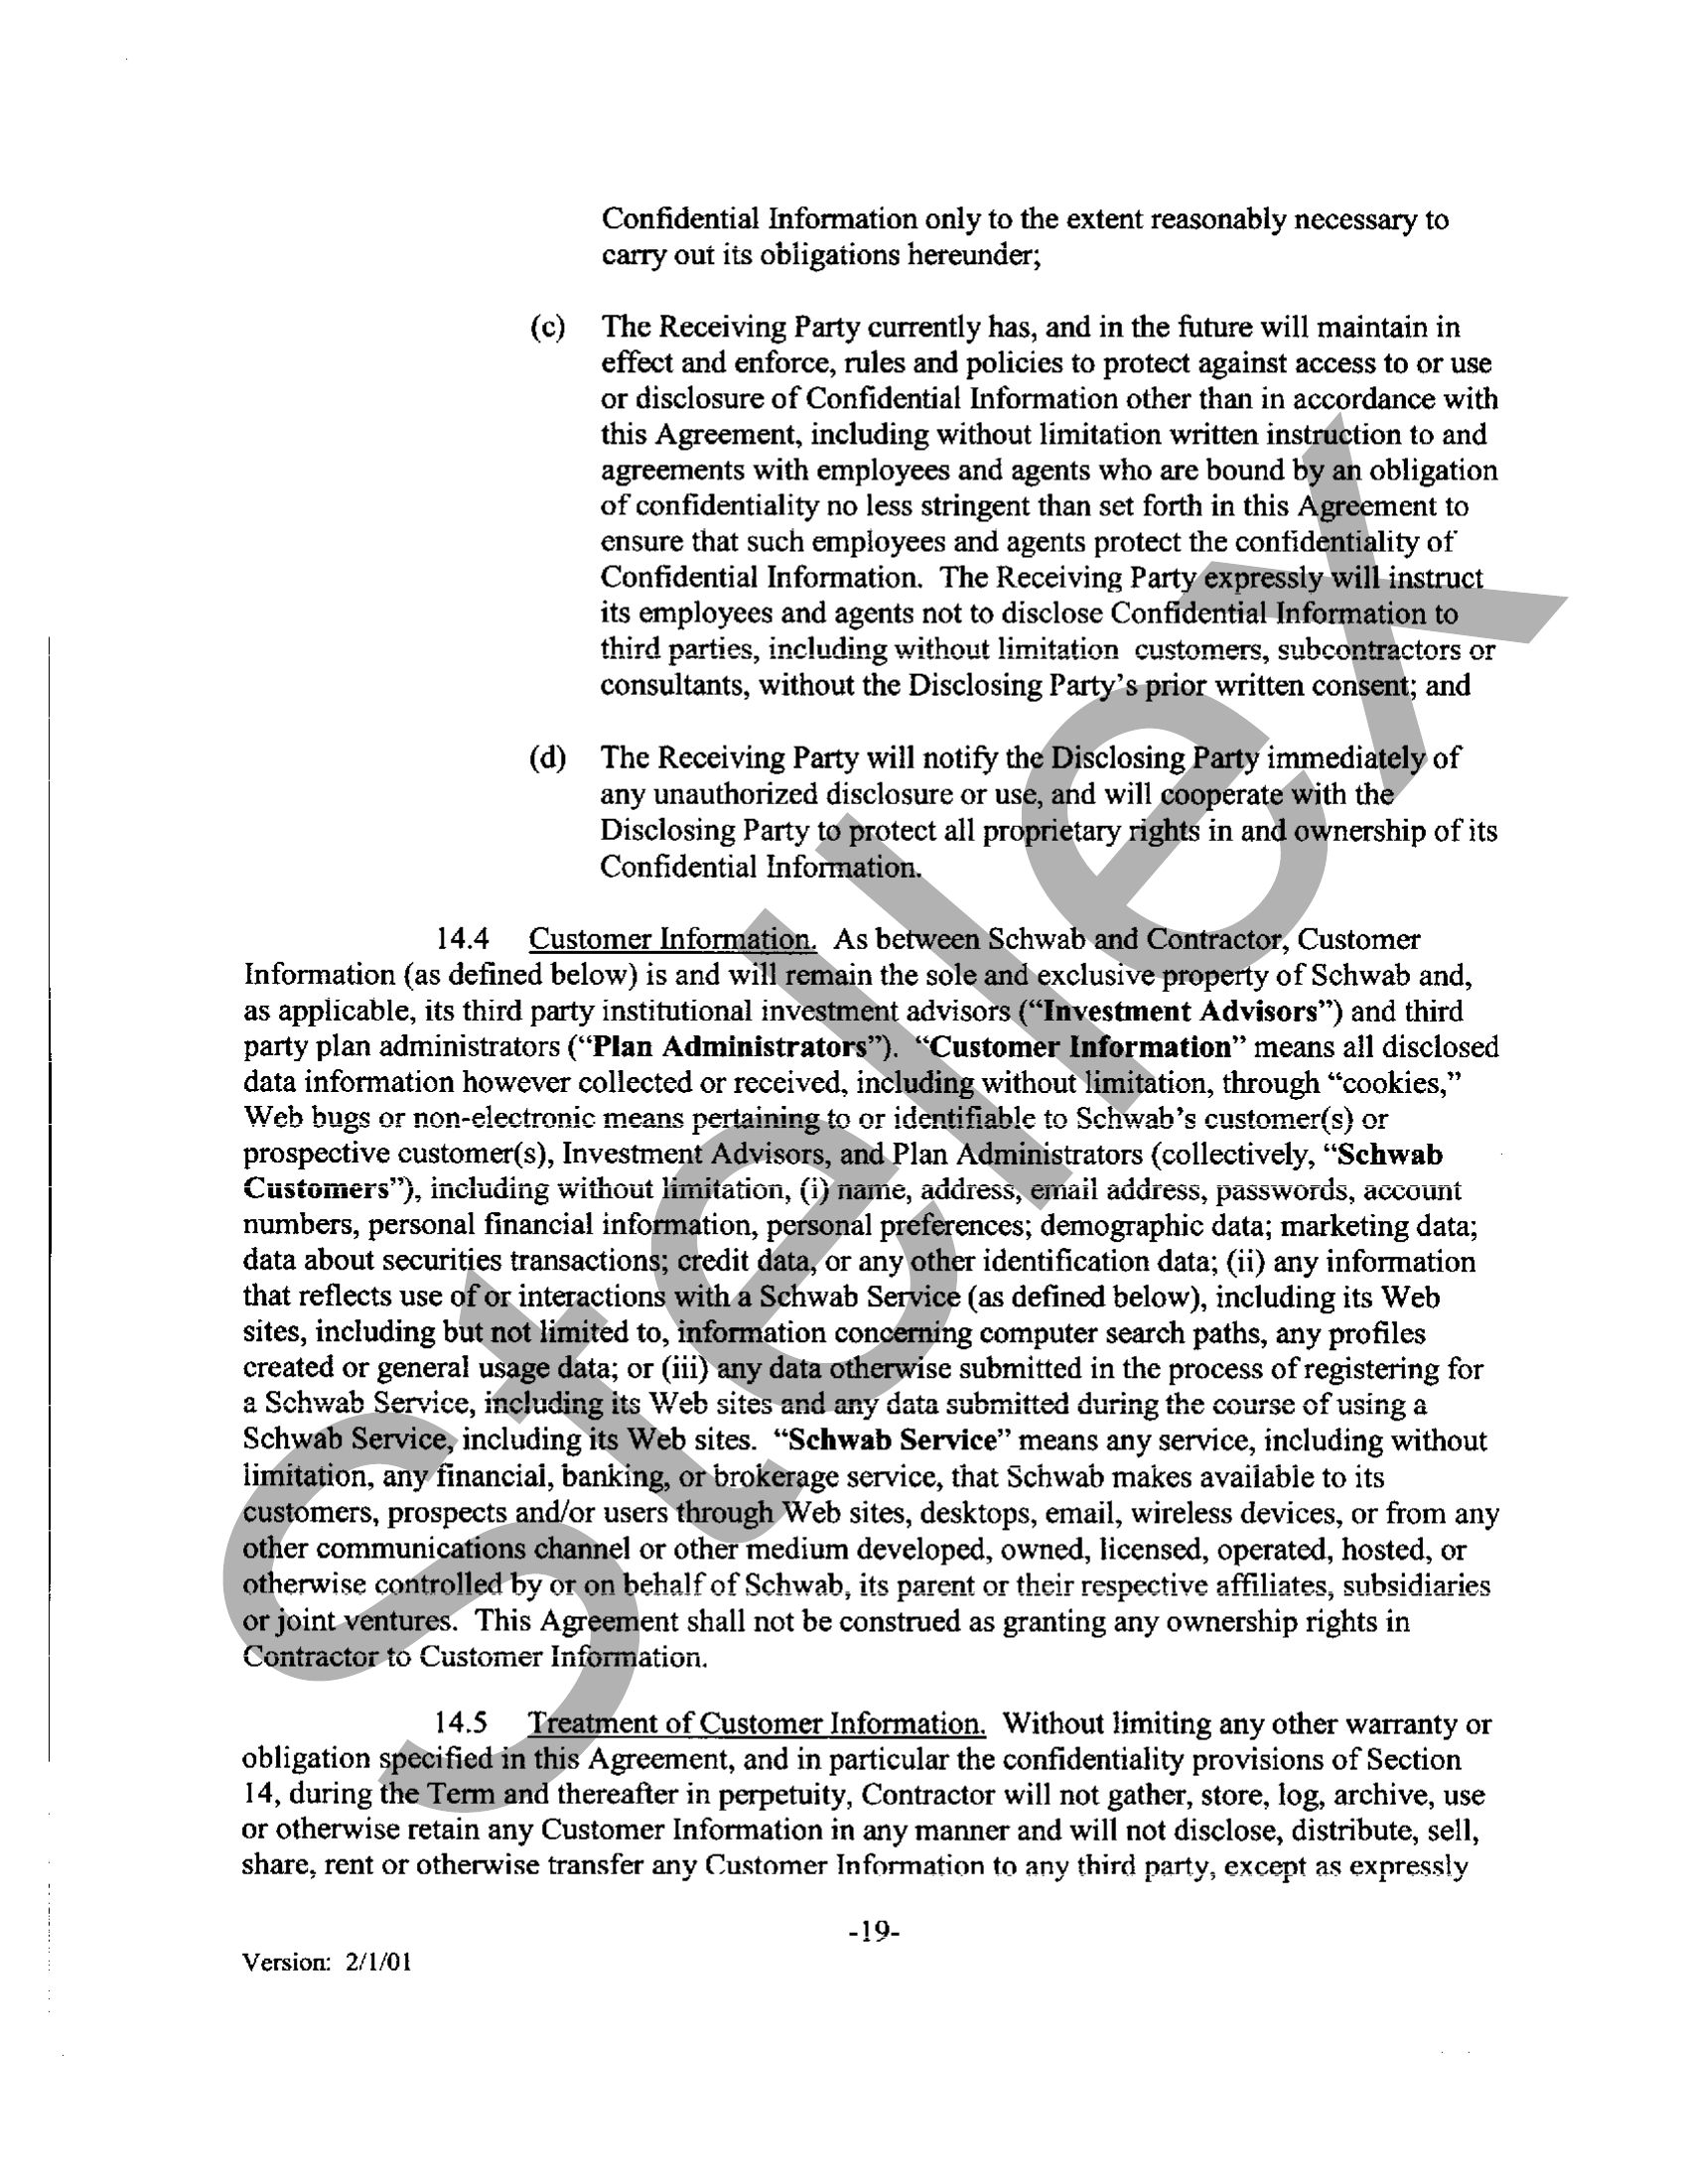 Confidential Information only to the extent reasonably necessary to
carry out its obligations hereunder;
(c) The Receiving Party currently has, and in the future will maintain in
effect and enforce, rules and policies to protect against access to or use
or disclosure of Confidential Information other than in accordance with
this Agreement, including without limitation written instruction to and
agreements with employees and agents who are bound by an obligation
of confidentiality no less stringent than set forth in this Agreement to
ensure that such employees and agents protect the confidentiality of
Confidential Information. The Receiving Party expressly will instruct
its employees and agents not to disclose Confidential Information to
third parties, including without limitation customers, subcontractors or
consultants, without the Disclosing Party's prior written consent; and
(d) The Receiving Party will notify the Disclosing Party immediately of
any unauthorized disclosure or use, and will cooperate with the
Disclosing Party to protect all proprietary rights in and ownership of its
Confidential Information.
14.4 Customer Information. As between Schwab and Contractor, Customer
Information (as defined below) is and will remain the sole and exclusive property of Schwab and,
as applicable, its third party institutional investment advisors (“Investment Advisors”) and third
party plan administrators (“Plan Administrators”). “Customer Information” means all disclosed
data information however collected or received, including without limitation, through “cookies,”
Web bugs or non-electronic means pertaining to or identifiable to Schwab's customer(s) or
prospective customer(s), Investment Advisors, and Plan Administrators (collectively, “Schwab
Customers”), including without limitation, (i) name, address, email address, passwords, account
numbers, personal financial information, personal preferences; demographic data; marketing data;
data about securities transactions; credit data, or any other identification data; (ii) any information
that reflects use of or interactions with a Schwab Service (as defined below), including its Web
sites, including but not limited to, information concerning computer search paths, any profiles
created or general usage data; or (iii) any data otherwise submitted in the process of registering for
a Schwab Service, including its Web sites and any data submitted during the course of using a
Schwab Service, including its Web sites. “Schwab Service” means any service, including without
limitation, any financial, banking, or brokerage service, that Schwab makes available to its
customers, prospects and/or users through Web sites, desktops, email, wireless devices, or from any
other communications channel or other medium developed, owned, licensed, operated, hosted, or
otherwise controlled by or on behalf of Schwab, its parent or their respective affiliates, subsidiaries
or joint ventures. This Agreement shall not be construed as granting any ownership rights in
Contractor to Customer Information.
14.5 Treatment of Customer Information. Without limiting any other warranty or
obligation specified in this Agreement, and in particular the confidentiality provisions of Section
14, during the Term and thereafter in perpetuity, Contractor will not gather, store, log, archive, use
or otherwise retain any Customer Information in any manner and will not disclose, distribute, sell,
share, rent or otherwise transfer any Customer Information to any third party, except as expressly
-19-
Version: 2/1/01
Stellex